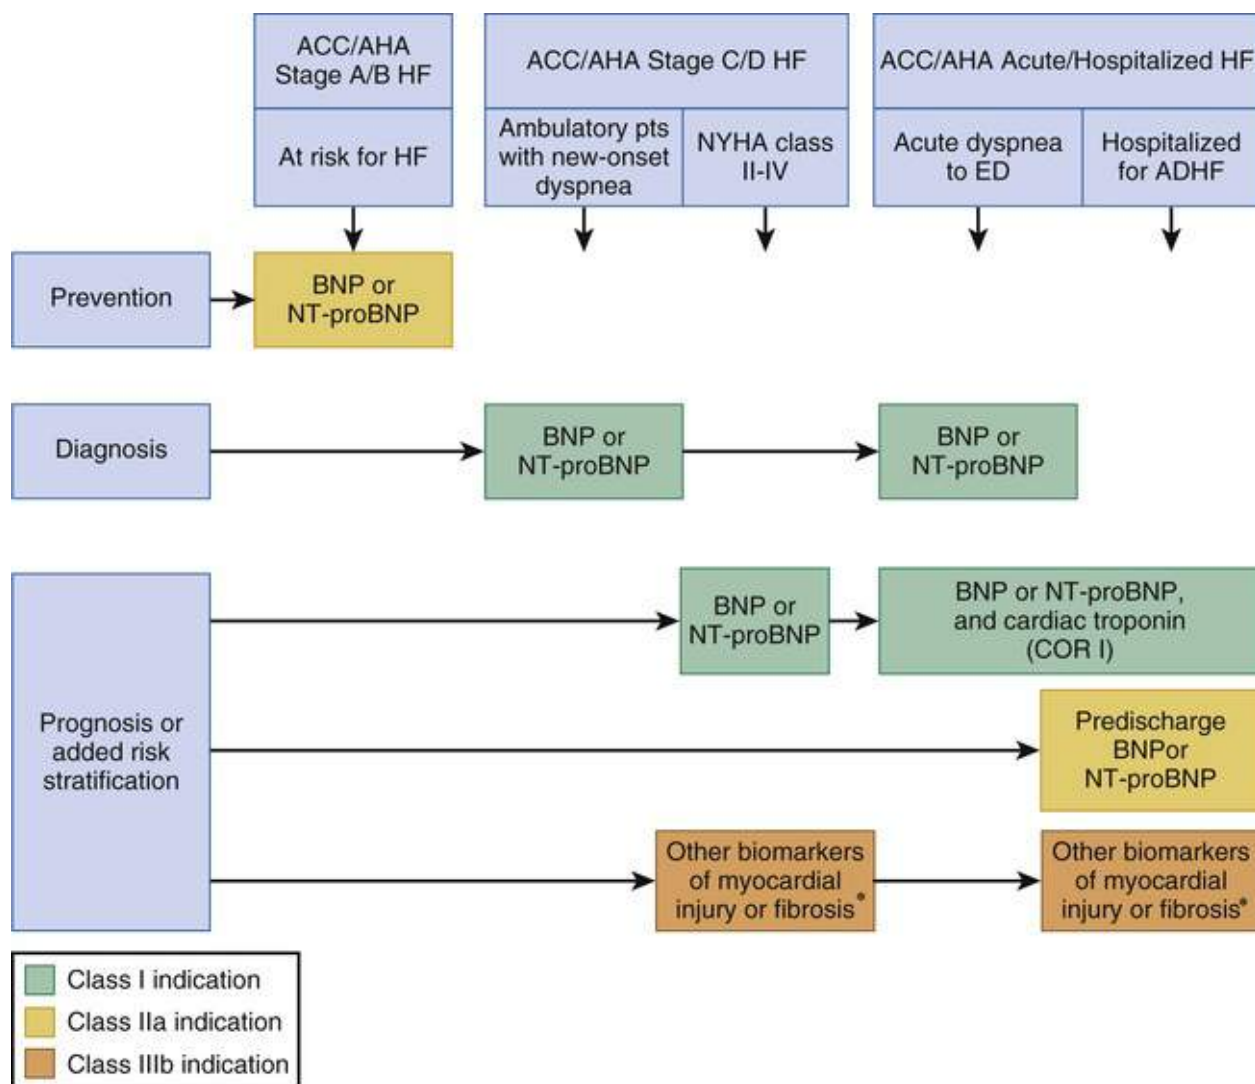 ACC/AHA
Stage A/B HF
ACC/AHA Stage C/D HF
ACC/AHA Acute/Hospitalized HF
At risk for HF
Ambulatory pts
with new-onset
dyspnea
NYHA class
II-IV
Acute dyspnea
to ED
Hospitalized
for ADHF
Prevention
BNP or
NT-proBNP
Diagnosis
BNP or
NT-proBNP
BNP or
NT-proBNP
Prognosis or
added risk
stratification
BNP or
NT-proBNP
BNP or NT-proBNP,
and cardiac troponin
(COR I)
Predischarge
BNPor
NT-proBNP
Other biomarkers
of myocardial
injury or fibrosis*
Other biomarkers
of myocardial
injury or fibrosis*
Class I indication
Class IIa indication
Class IIIb indication